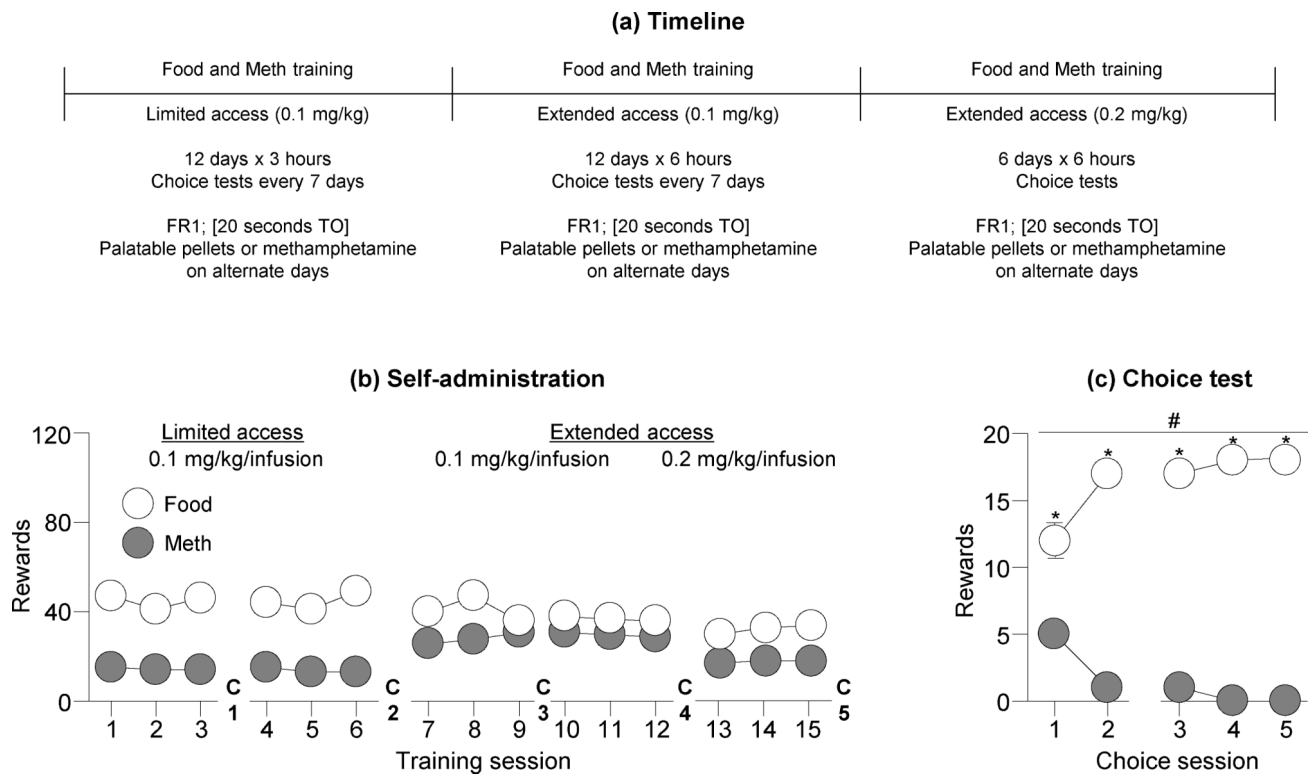 (a) Timeline
Food and Meth training
Food and Meth training
Food and Meth training
Limited access (0.1 mg/kg)
Extended access (0.1 mg/kg)
Extended access (0.2 mg/kg)
12 days x 3 hours
Choice tests every 7 days
12 days x 6 hours
Choice tests every 7 days
6 days x 6 hours
Choice tests
FR1; [20 seconds TO]
Palatable pellets or methamphetamine
on alternate days
FR1; [20 seconds TO]
Palatable pellets or methamphetamine
on alternate days
FR1; [20 seconds TO]
Palatable pellets or methamphetamine
on alternate days
(b) Self-administration
Limited access
0.1 mg/kg/infusion
Extended access
0.1 mg/kg/infusion
0.2 mg/kg/infusion
Food
Meth
Rewards
120
80
40
0
C
1
C
2
C
3
C
4
C
5
1 2 3 4 5 6 7 8 9 10 11 12 13 14 15
Training session
(c) Choice test
#
* * * * *
Rewards
20
15
10
5
0
1 2 3 4 5
Choice session